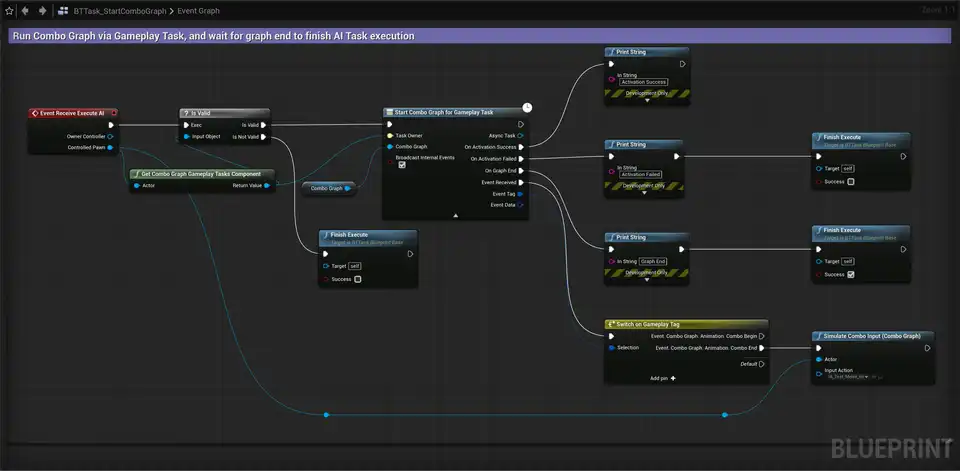 BTTask_StartComboGraph > Event Graph
Zoom 1:1
Run Combo Graph via Gameplay Task, and wait for graph end to finish AI Task execution
Event Receive Execute AI
Owner Controller
Controlled Pawn
? Is Valid
Exec
Is Valid
Input Object
Is Not Valid
Get Combo Graph Gameplay Tasks Component
Actor
Return Value
Combo Graph
Finish Execute
Target is BTTask Blueprint Base
Target self
Success
Start Combo Graph for Gameplay Task
Task Owner
Async Task
Combo Graph
On Activation Success
Broadcast Internal Events
On Activation Failed
On Graph End
Event Received
Event Tag
Event Data
Print String
In String
Activation Success
Development Only
Print String
In String
Activation Failed
Development Only
Finish Execute
Target is BTTask Blueprint Base
Target self
Success
Print String
In String Graph End
Development Only
Finish Execute
Target is BTTask Blueprint Base
Target self
Success
Switch on Gameplay Tag
Event. Combo Graph. Animation. Combo Begin
Selection
Event. Combo Graph. Animation. Combo End
Default
Add pin +
Simulate Combo Input (Combo Graph)
Actor
Input Action
BLUEPRINT